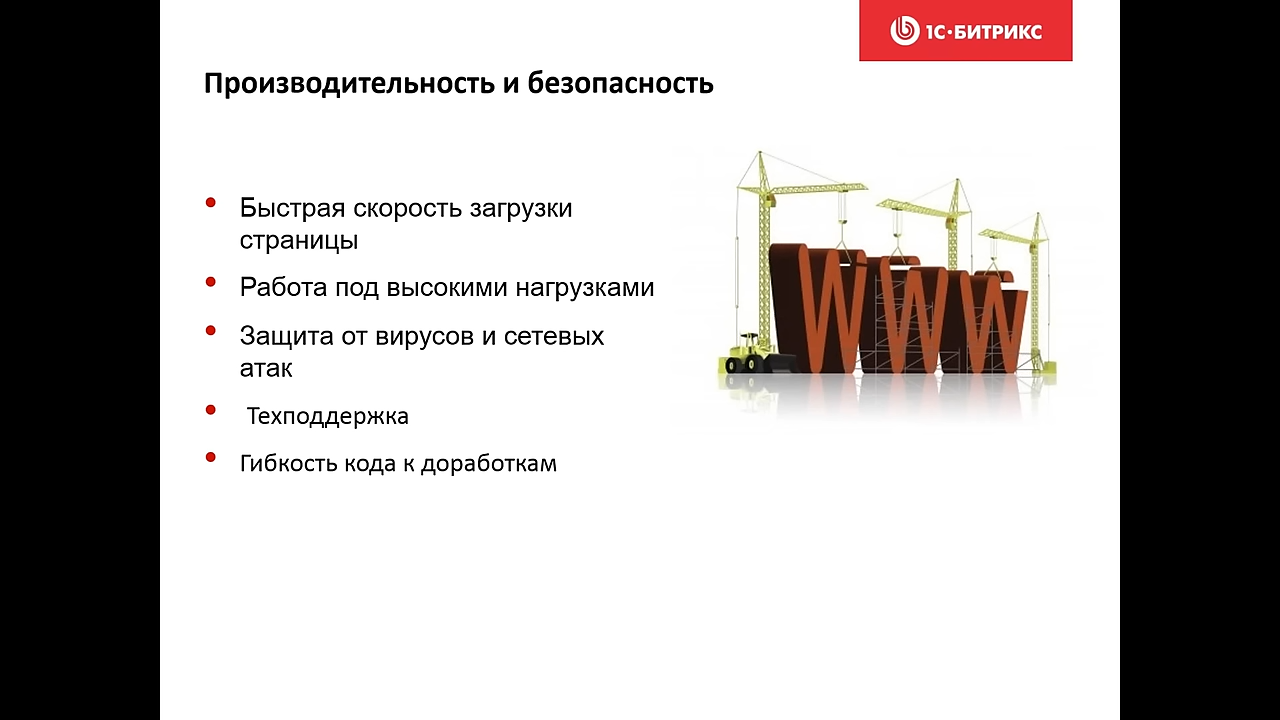 1С•БИТРИКС
Производительность и безопасность
• Быстрая скорость загрузки
страницы
• Работа под высокими нагрузками
• Защита от вирусов и сетевых
атак
• Техподдержка
• Гибкость кода к доработкам
WWW